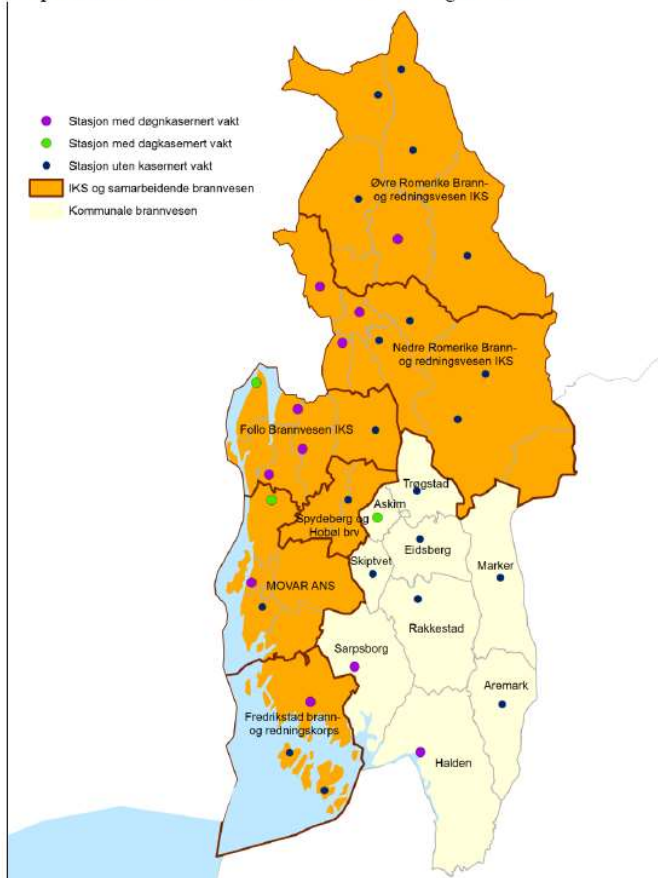 Stasjon med døgnkasernert vakt
Stasjon med dagkasernert vakt
Stasjon uten kasernert vakt
IKS og samarbeidende brannvesen
Kommunale brannvesen
Øvre Romerike Brann-
og redningsvesen IKS
Nedre Romerike Brann-
og redningsvesen IKS
Follo Brannvesen IKS
Trøgstad
Askim
Spydeberg og
Hobøl brv
Eidsberg
Skiptvet
Marker
MOVAR ANS
Rakkestad
Sarpsborg
Aremark
Fredrikstad brann-
og redningskorps
Halden